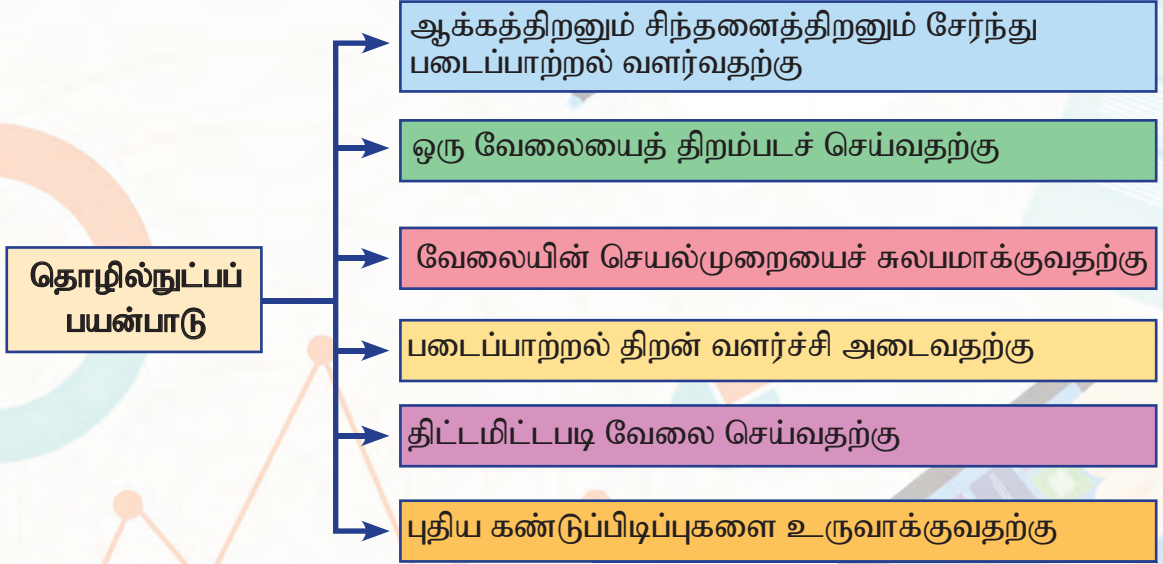 ஆக்கத்திறனும் சிந்தனைத்திறனும் சேர்ந்து
படைப்பாற்றல் வளர்வதற்கு
ஒரு வேலையைத் திறம்படச் செய்வதற்கு
வேலையின் செயல்முறையைச் சுலபமாக்குவதற்கு
தொழில்நுட்பப்
பயன்பாடு
படைப்பாற்றல் திறன் வளர்ச்சி அடைவதற்கு
திட்டமிட்டபடி வேலை செய்வதற்கு
புதிய கண்டுப்பிடிப்புகளை உருவாக்குவதற்கு